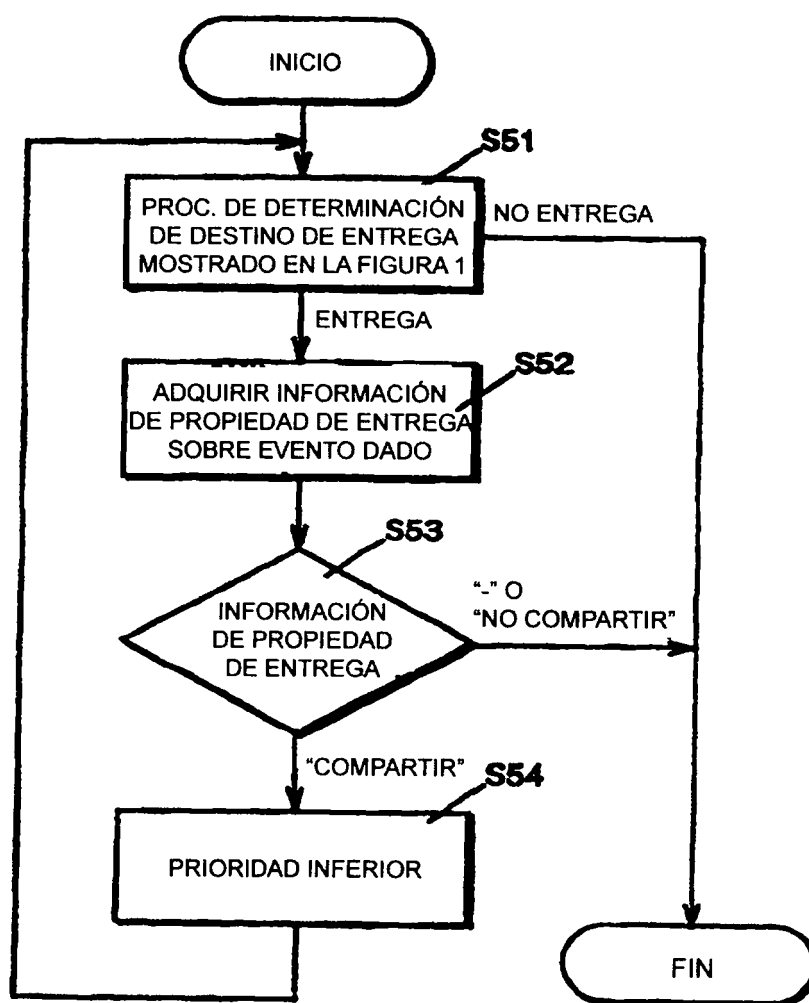 INICIO
S51
PROC. DE DETERMINACIÓN
DE DESTINO DE ENTREGA
MOSTRADO EN LA FIGURA 1
NO ENTREGA
ENTREGA
S52
ADQUIRIR INFORMACIÓN
DE PROPIEDAD DE ENTREGA
SOBRE EVENTO DADO
S53
INFORMACIÓN
DE PROPIEDAD
DE ENTREGA
“-” O
“NO COMPARTIR”
“COMPARTIR”
S54
PRIORIDAD INFERIOR
FIN